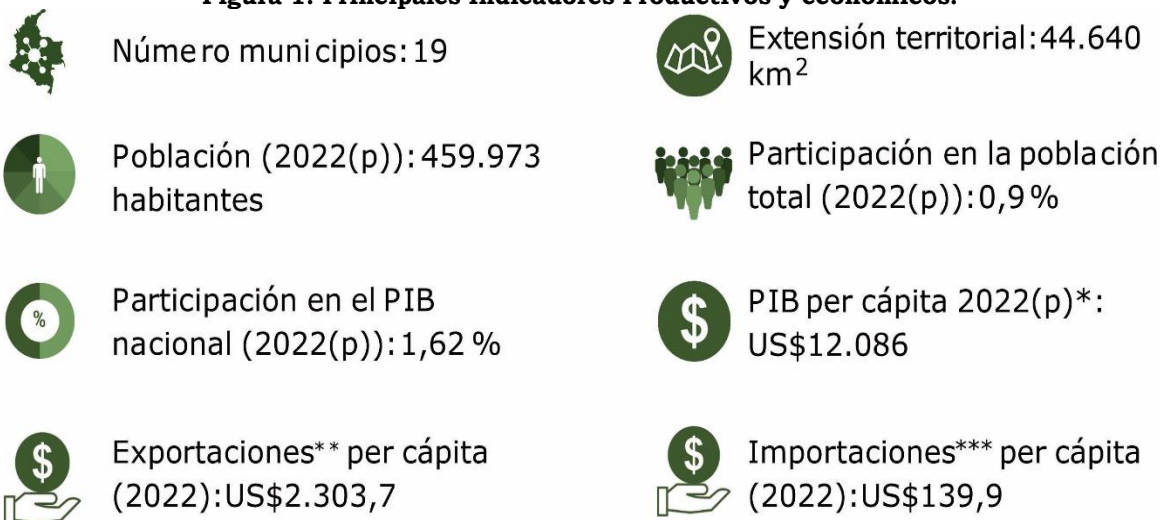 Figura 1. Principales Indicadores Productivos y económicos.
Número municipios: 19
Extensión territorial: 44.640
km²
Población (2022(p)): 459.973
habitantes
Participación en la población
total (2022(p)): 0,9 %
%
Participación en el PIB
nacional (2022(p)): 1,62 %
$
PIB per cápita 2022(p)*:
US$12.086
$
Exportaciones** per cápita
(2022): US$2.303,7
$
Importaciones*** per cápita
(2022): US$139,9